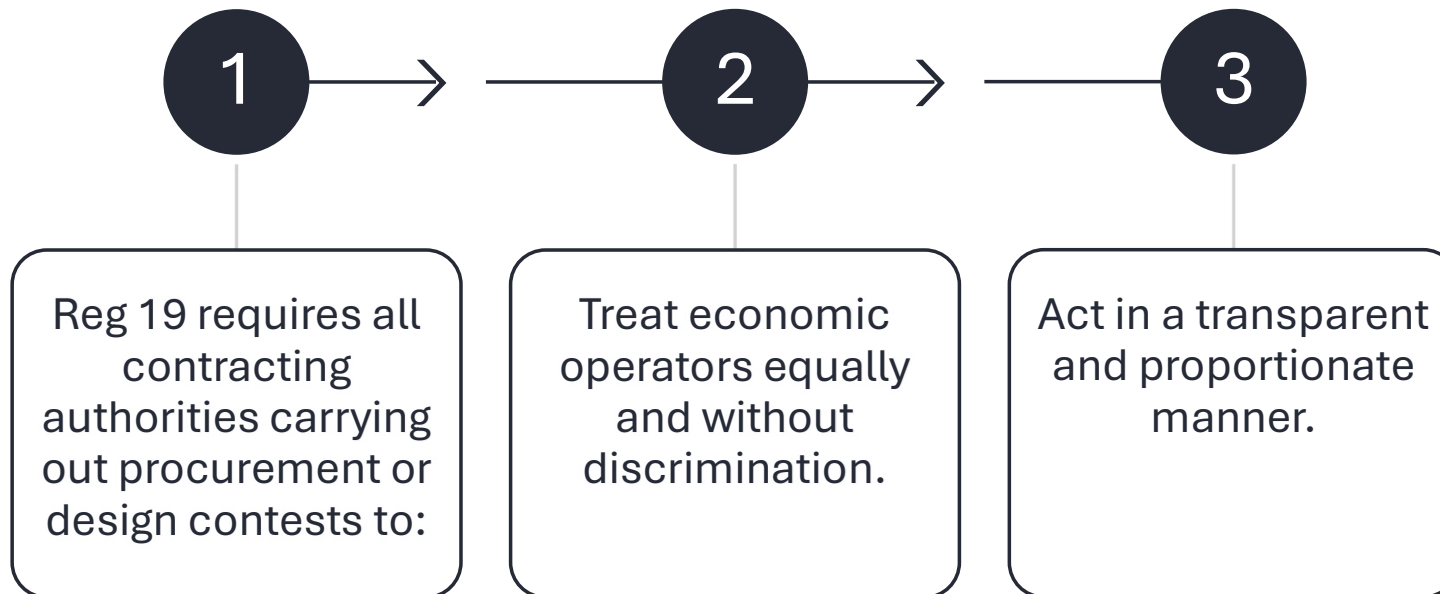 1
2
3
Reg 19 requires all
contracting
authorities carrying
out procurement or
design contests to:
Treat economic
operators equally
and without
discrimination.
Act in a transparent
and proportionate
manner.